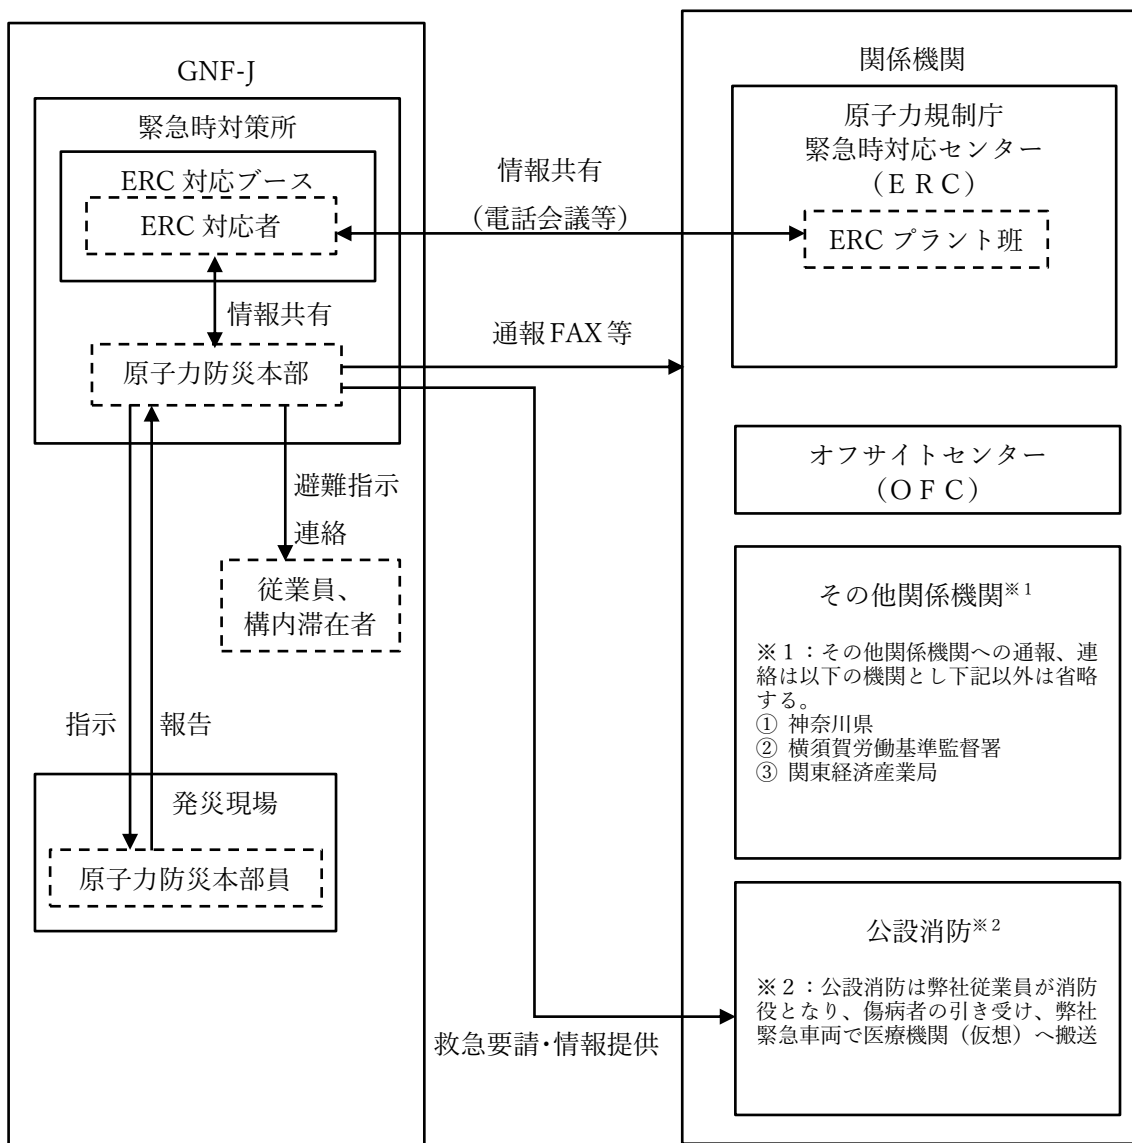 GNF-J
緊急時対策所
ERC 対応ブース
ERC 対応者
情報共有
原子力防災本部
避難指示
連絡
従業員、
構内滞在者
指示
報告
発災現場
原子力防災本部員
情報共有
(電話会議等)
通報 FAX 等
救急要請・情報提供
関係機関
原子力規制庁
緊急時対応センター
(ERC)
ERC プラント班
オフサイトセンター
(OFC)
その他関係機関※1
※1:その他関係機関への通報、連
絡は以下の機関とし下記以外は省略
する。
① 神奈川県
② 横須賀労働基準監督署
③ 関東経済産業局
公設消防※2
※2:公設消防は弊社従業員が消防
役となり、傷病者の引き受け、弊社
緊急車両で医療機関(仮想)へ搬送